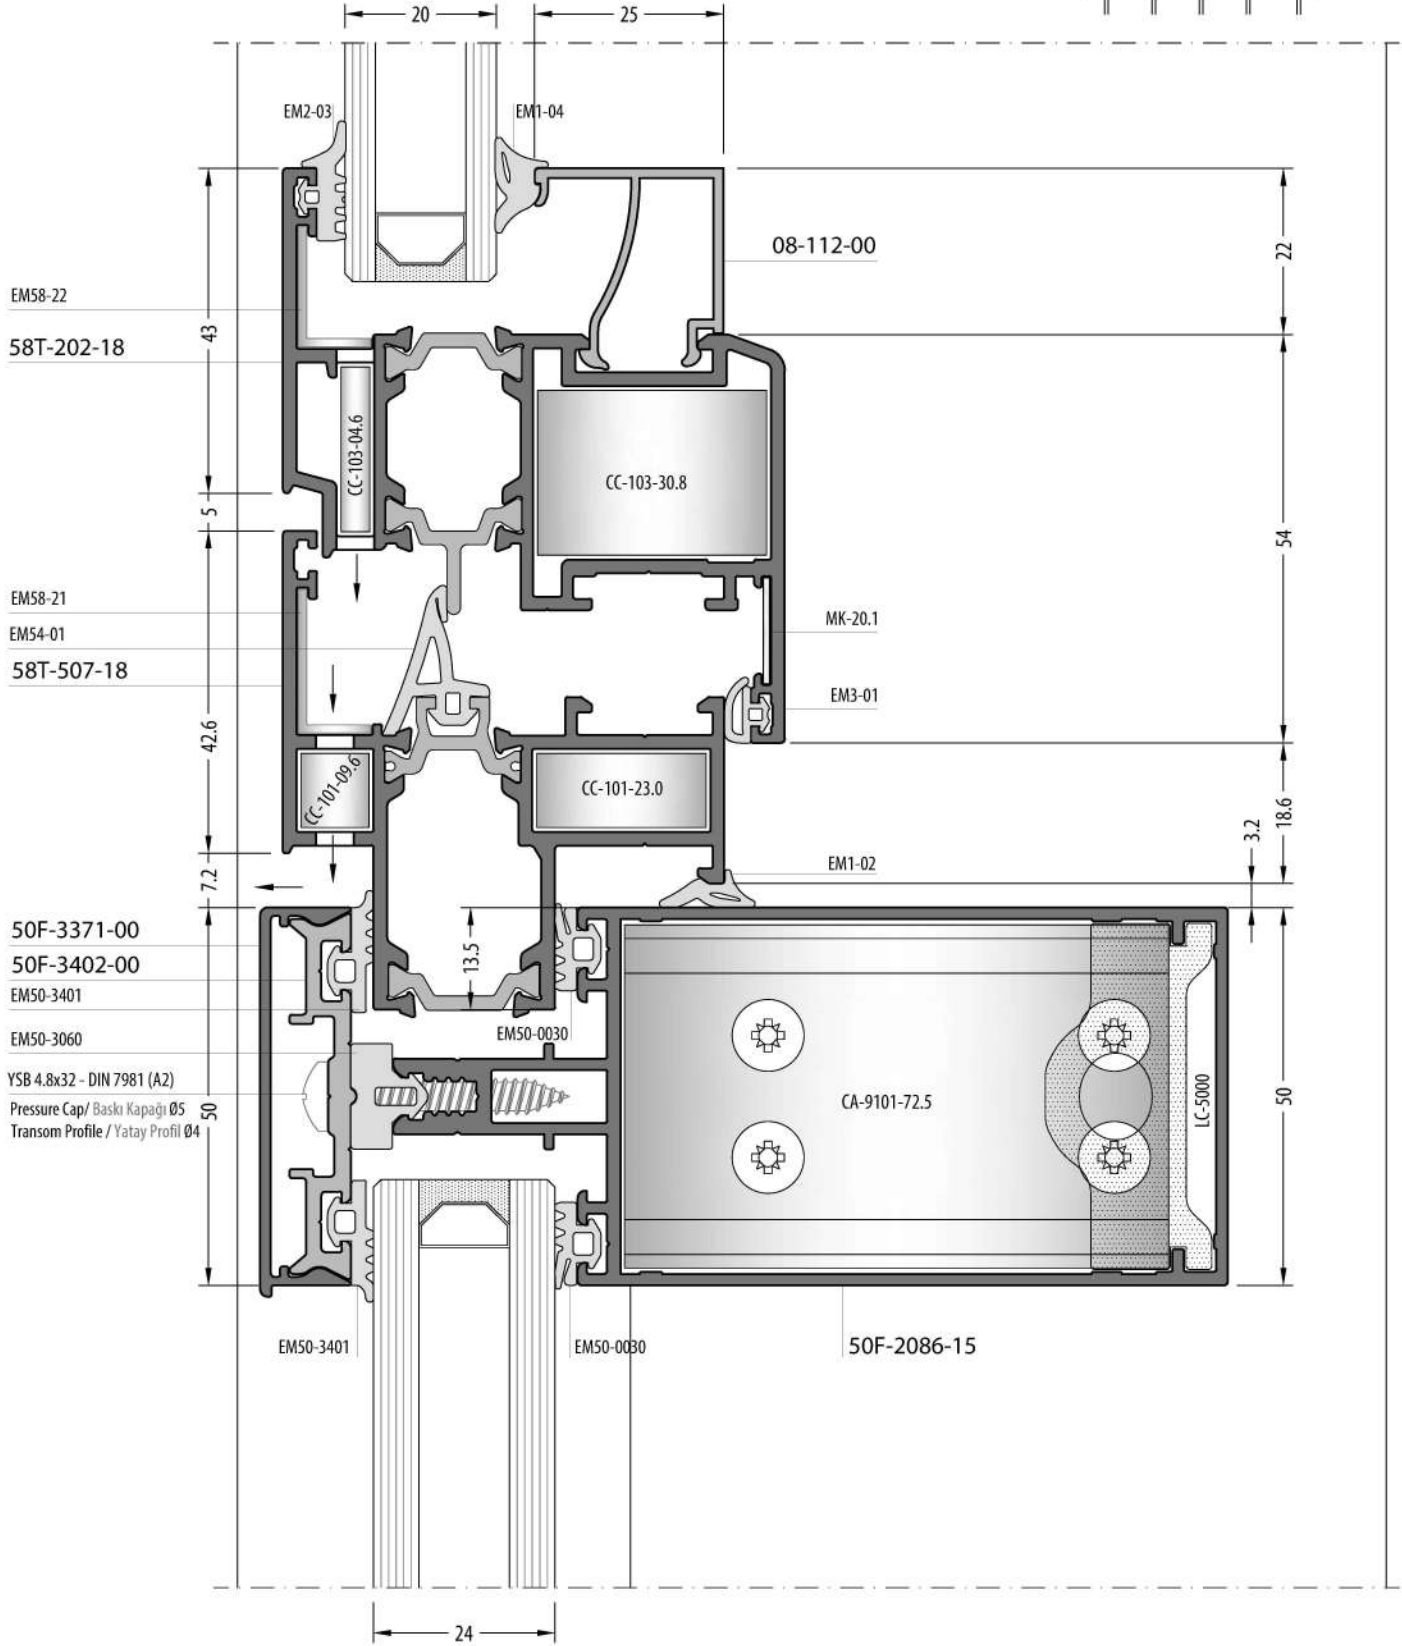 20
25
EM2-03
EM1-04
08-112-00
22
EM58-22
43
58T-202-18
CC-103-04.6
CC-103-30.8
5
54
EM58-21
EM54-01
MK-20.1
58T-507-18
EM3-01
42.6
CC-101-09.6
CC-101-23.0
18.6
3.2
EM1-02
7.2
50F-3371-00
50F-3402-00
13.5
EM50-3401
EM50-0030
EM50-3060
YSB 4.8x32 - DIN 7981 (A2)
Pressure Cap/ Baskı Kapağı Ø5
Transom Profile / Yatay Profil Ø4
50
CA-9101-72.5
LC-5000
50
EM50-3401
EM50-0030
50F-2086-15
24